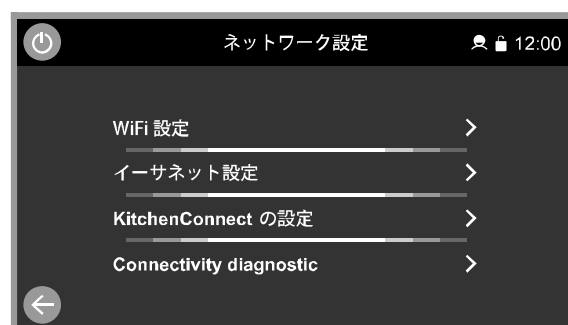 ネットワーク設定 12:00
WiFi 設定
イーサネット設定
KitchenConnect の設定
Connectivity diagnostic